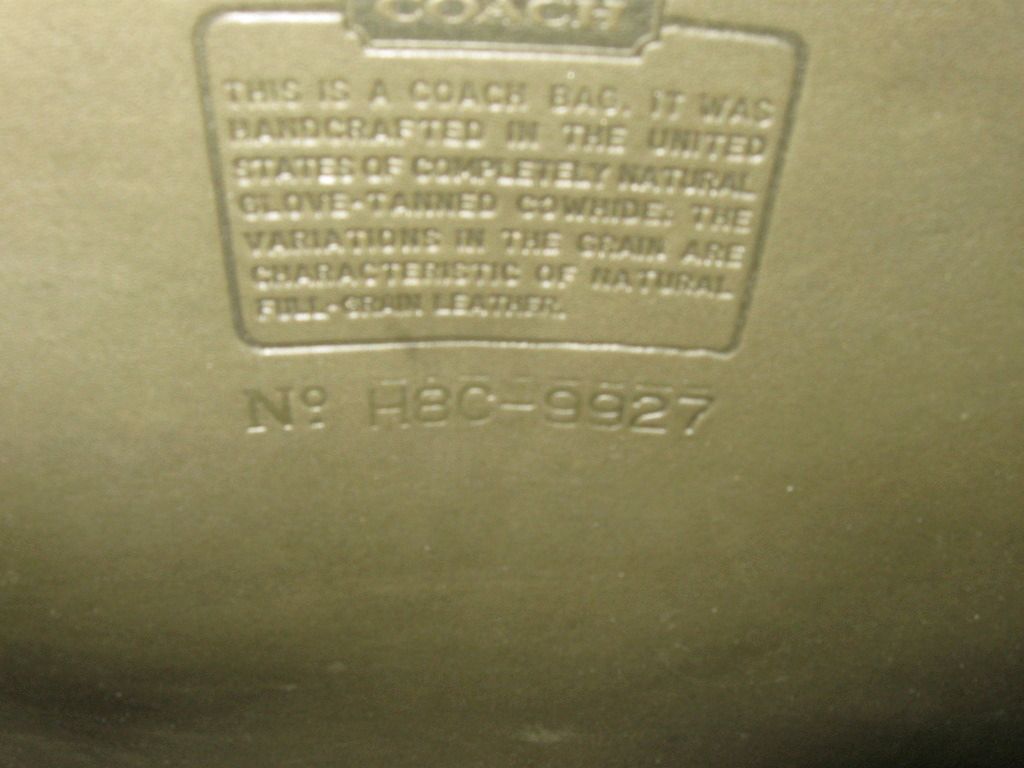 COACH
THIS IS A COACH BAG. IT WAS
HANDCRAFTED IN THE UNITED
STATES OF COMPLETELY NATURAL
GLOVE-TANNED COWHIDE. THE
VARIATIONS IN THE GRAIN ARE
CHARACTERISTIC OF NATURAL
FULL-GRAIN LEATHER.
Nº H8C-9927